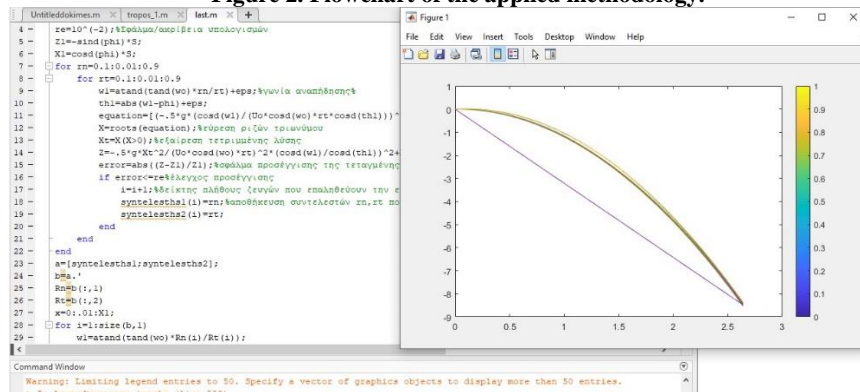 Figure 2. Flowchart of the applied methodology.
Untitleddokimes.m × tropos_1.m × last.m × +
4 - re=10^(-2);%Σφάλμα/ακρίβεια υπολογισμών
5 - Z1=-sind(phi)*S;
6 - X1=cosd(phi)*S;
7 - for rn=0.1:0.01:0.9
8 - for rt=0.1:0.01:0.9
9 - w1=atand(tand(wo)*rn/rt)+eps;%γωνία αναπήδησης%
10 - th1=abs(w1-phi)+eps;
11 - equation=[(-.5*g*(cosd(w1)/(Uo*cosd(wo)*rt*cosd(th1)))^
12 - X=roots(equation);%εύρεση ριζών τριωνύμου
13 - Xt=X(X>0);%εξαίρεση τετριμμένης λύσης
14 - Z=-.5*g*Xt^2/(Uo*cosd(wo)*rt)^2*(cosd(w1)/cosd(th1))^2+
15 - error=abs((Z-Z1)/Z1);%σφάλμα προσέγγισης της τεταγμένης
16 - if error<=re%έλεγχος προσέγγισης
17 - i=i+1;%δείκτης πλήθους ζευγών που επαληθεύουν την ε
18 - syntelesths1(i)=rn;%αποθήκευση συντελεστών rn,rt πο
19 - syntelesths2(i)=rt;
20 - end
21 - end
22 - end
23 - a=[syntelesths1;syntelesths2];
24 - b=a.'
25 - Rn=b(:,1)
26 - Rt=b(:,2)
27 - x=0:.01:X1;
28 - for i=1:size(b,1)
29 - w1=atand(tand(wo)*Rn(i)/Rt(i));
Command Window
Warning: Limiting legend entries to 50. Specify a vector of graphics objects to display more than 50 entries.
Figure 1
File Edit View Insert Tools Desktop Window Help
1
0
-1
-2
-3
-4
-5
-6
-7
-8
-9
0 0.5 1 1.5 2 2.5 3
1
0.9
0.8
0.7
0.6
0.5
0.4
0.3
0.2
0.1
0